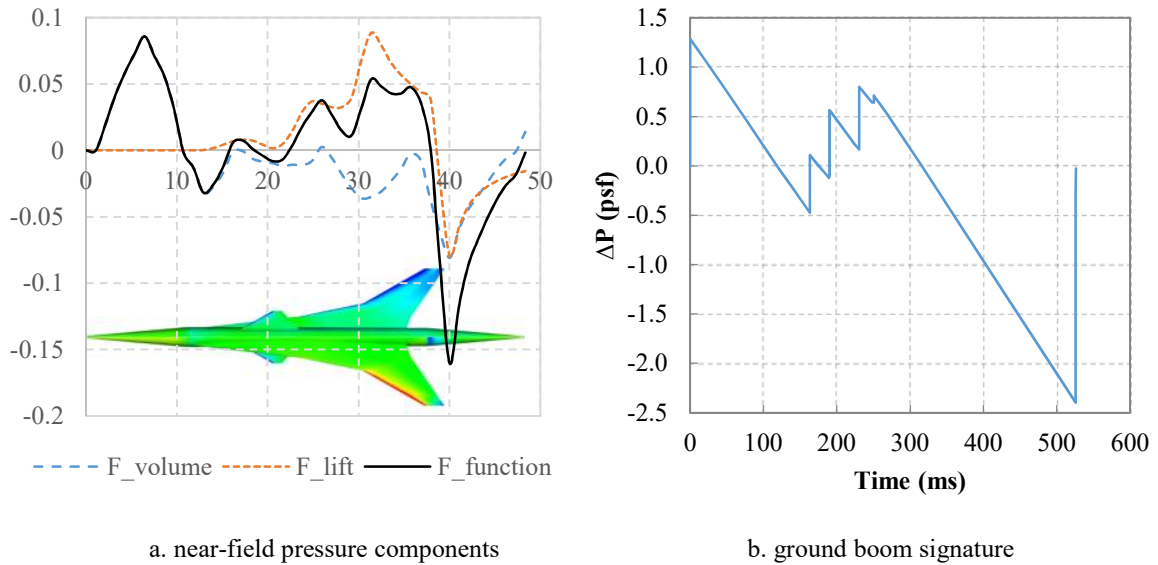 0.1
0.05
0
-0.05
-0.1
-0.15
-0.2
0 10 20 30 40 50
F_volume F_lift F_function
a. near-field pressure components
1.5
1.0
0.5
0.0
-0.5
-1.0
-1.5
-2.0
-2.5
ΔP (psf)
0 100 200 300 400 500 600
Time (ms)
b. ground boom signature